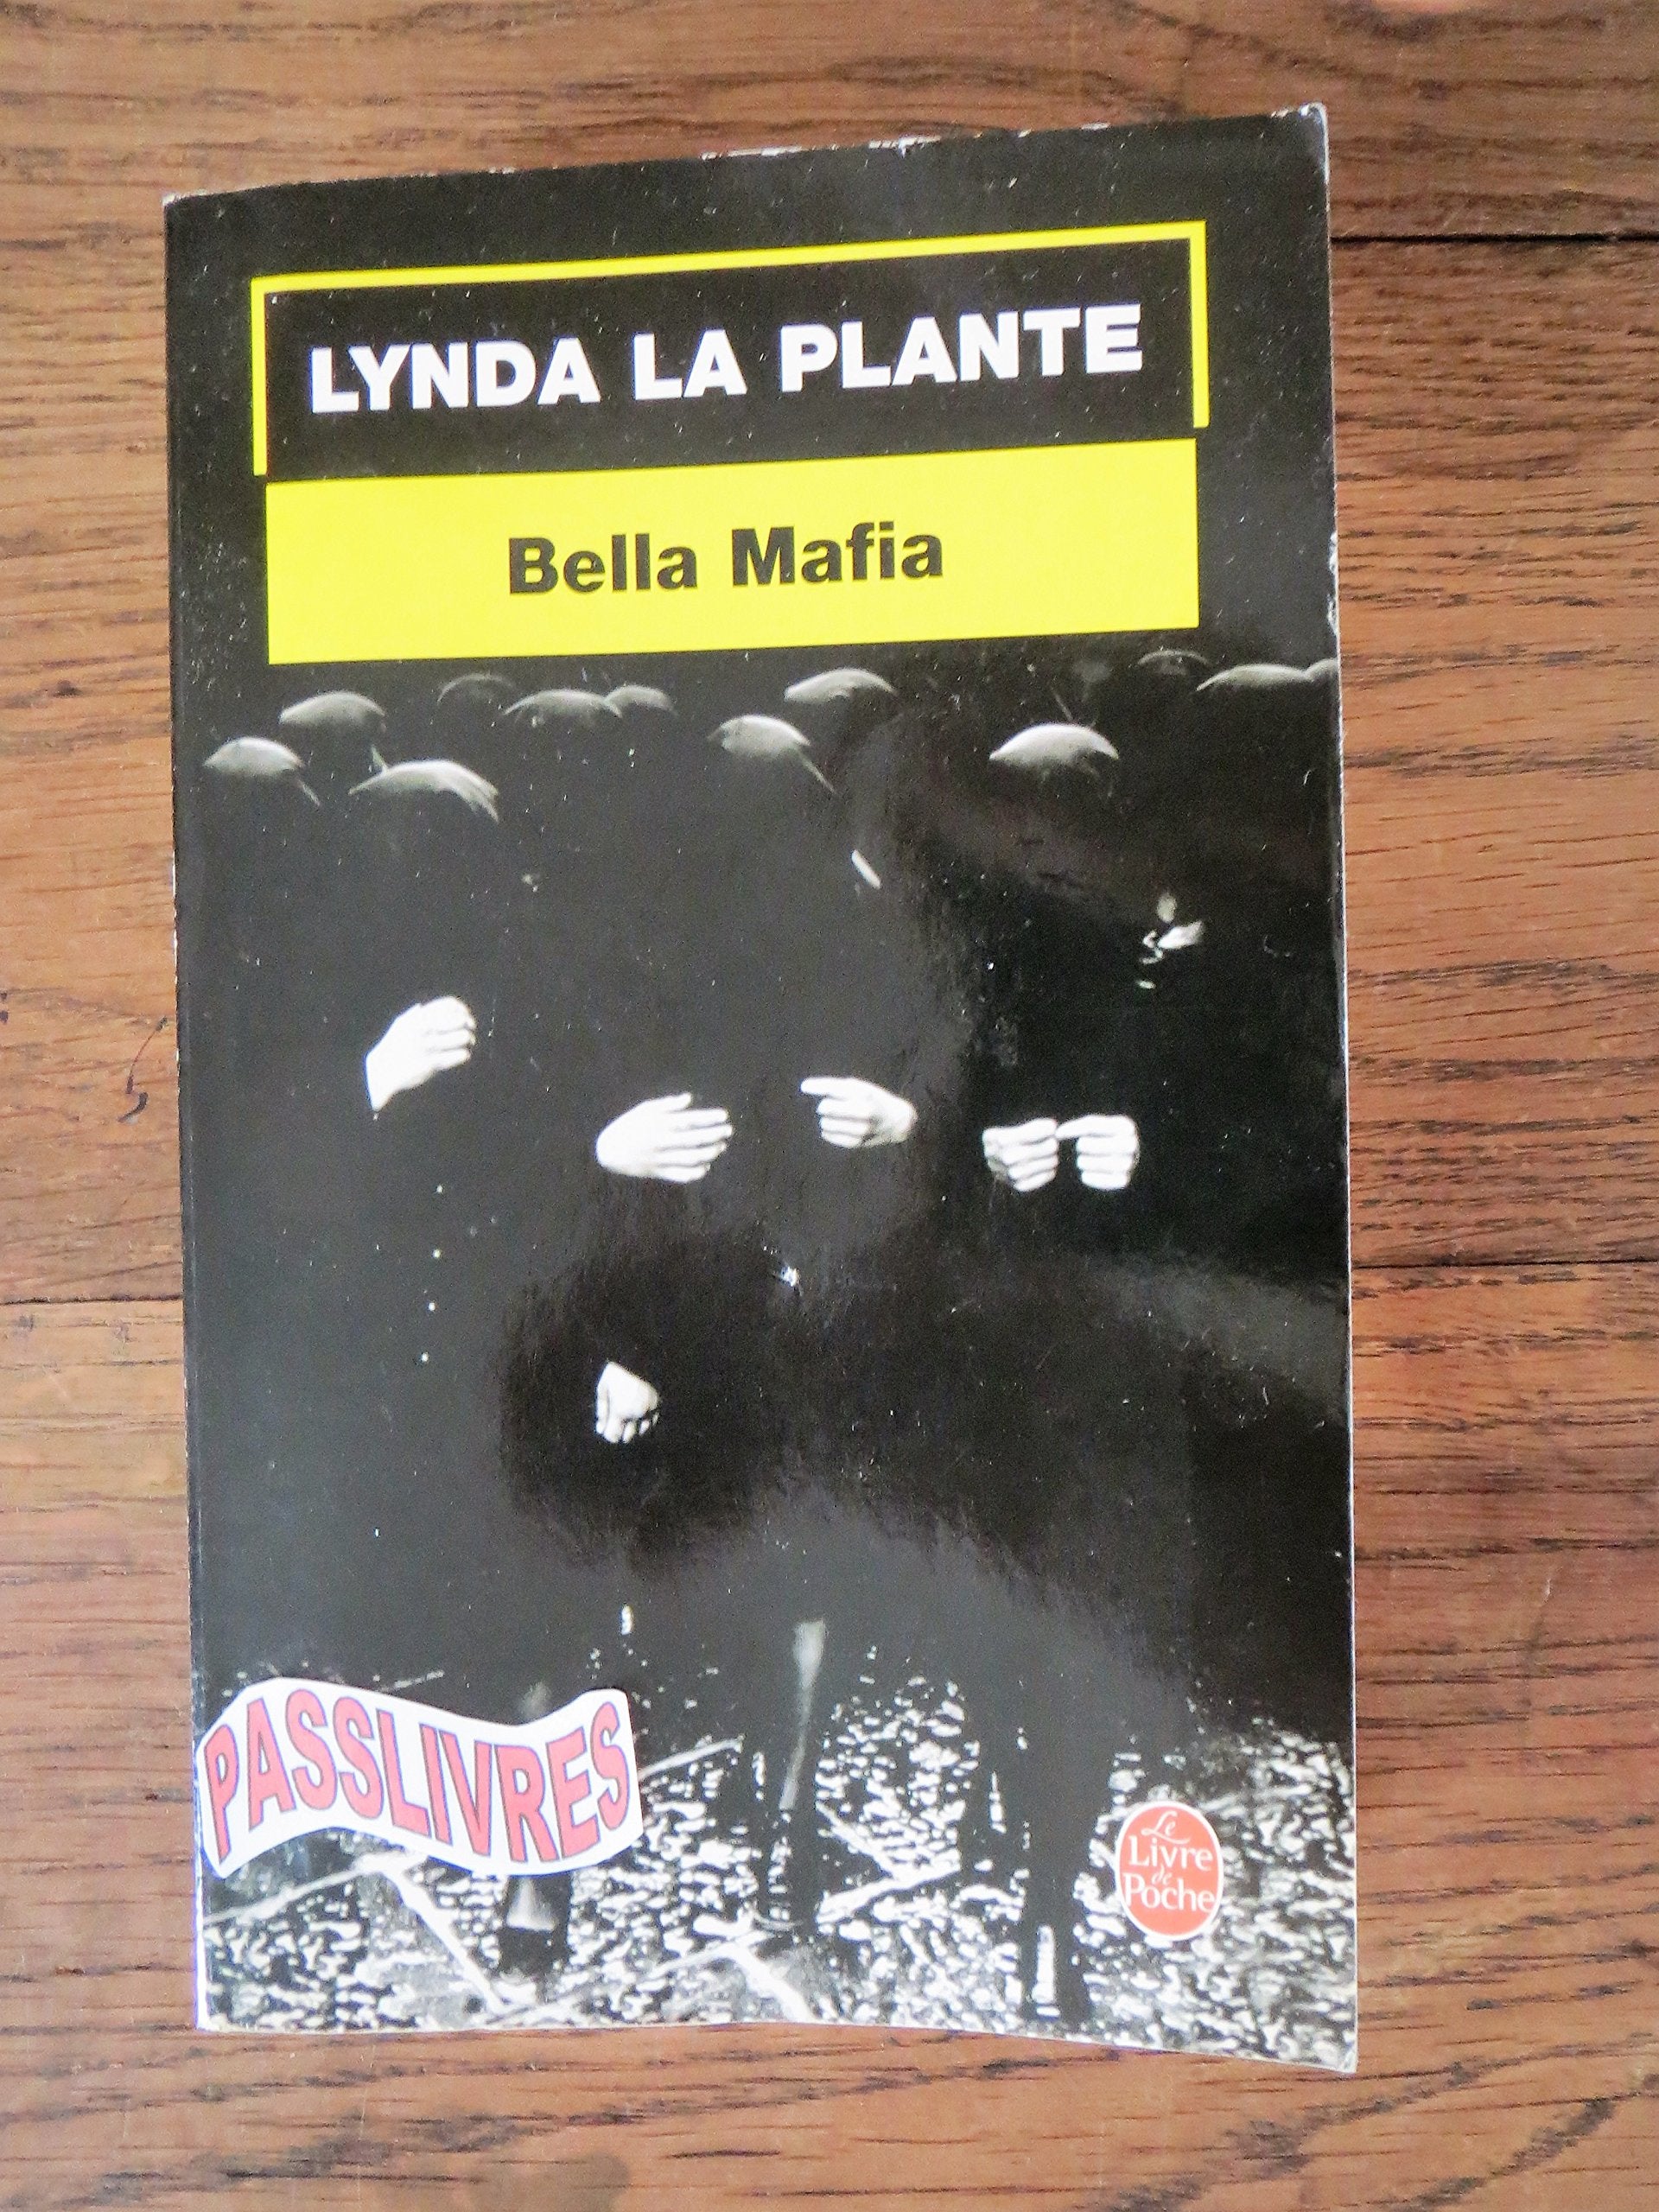 LYNDA LA PLANTE
Bella Mafia
PASSLIVRES
Le
Livre
de
Poche